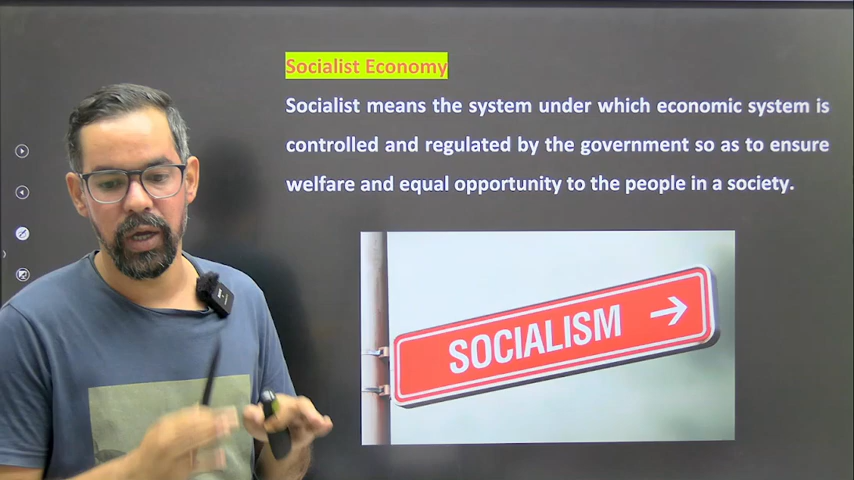 Socialist Economy
Socialist means the system under which economic system is
controlled and regulated by the government so as to ensure
welfare and equal opportunity to the people in a society.
SOCIALISM